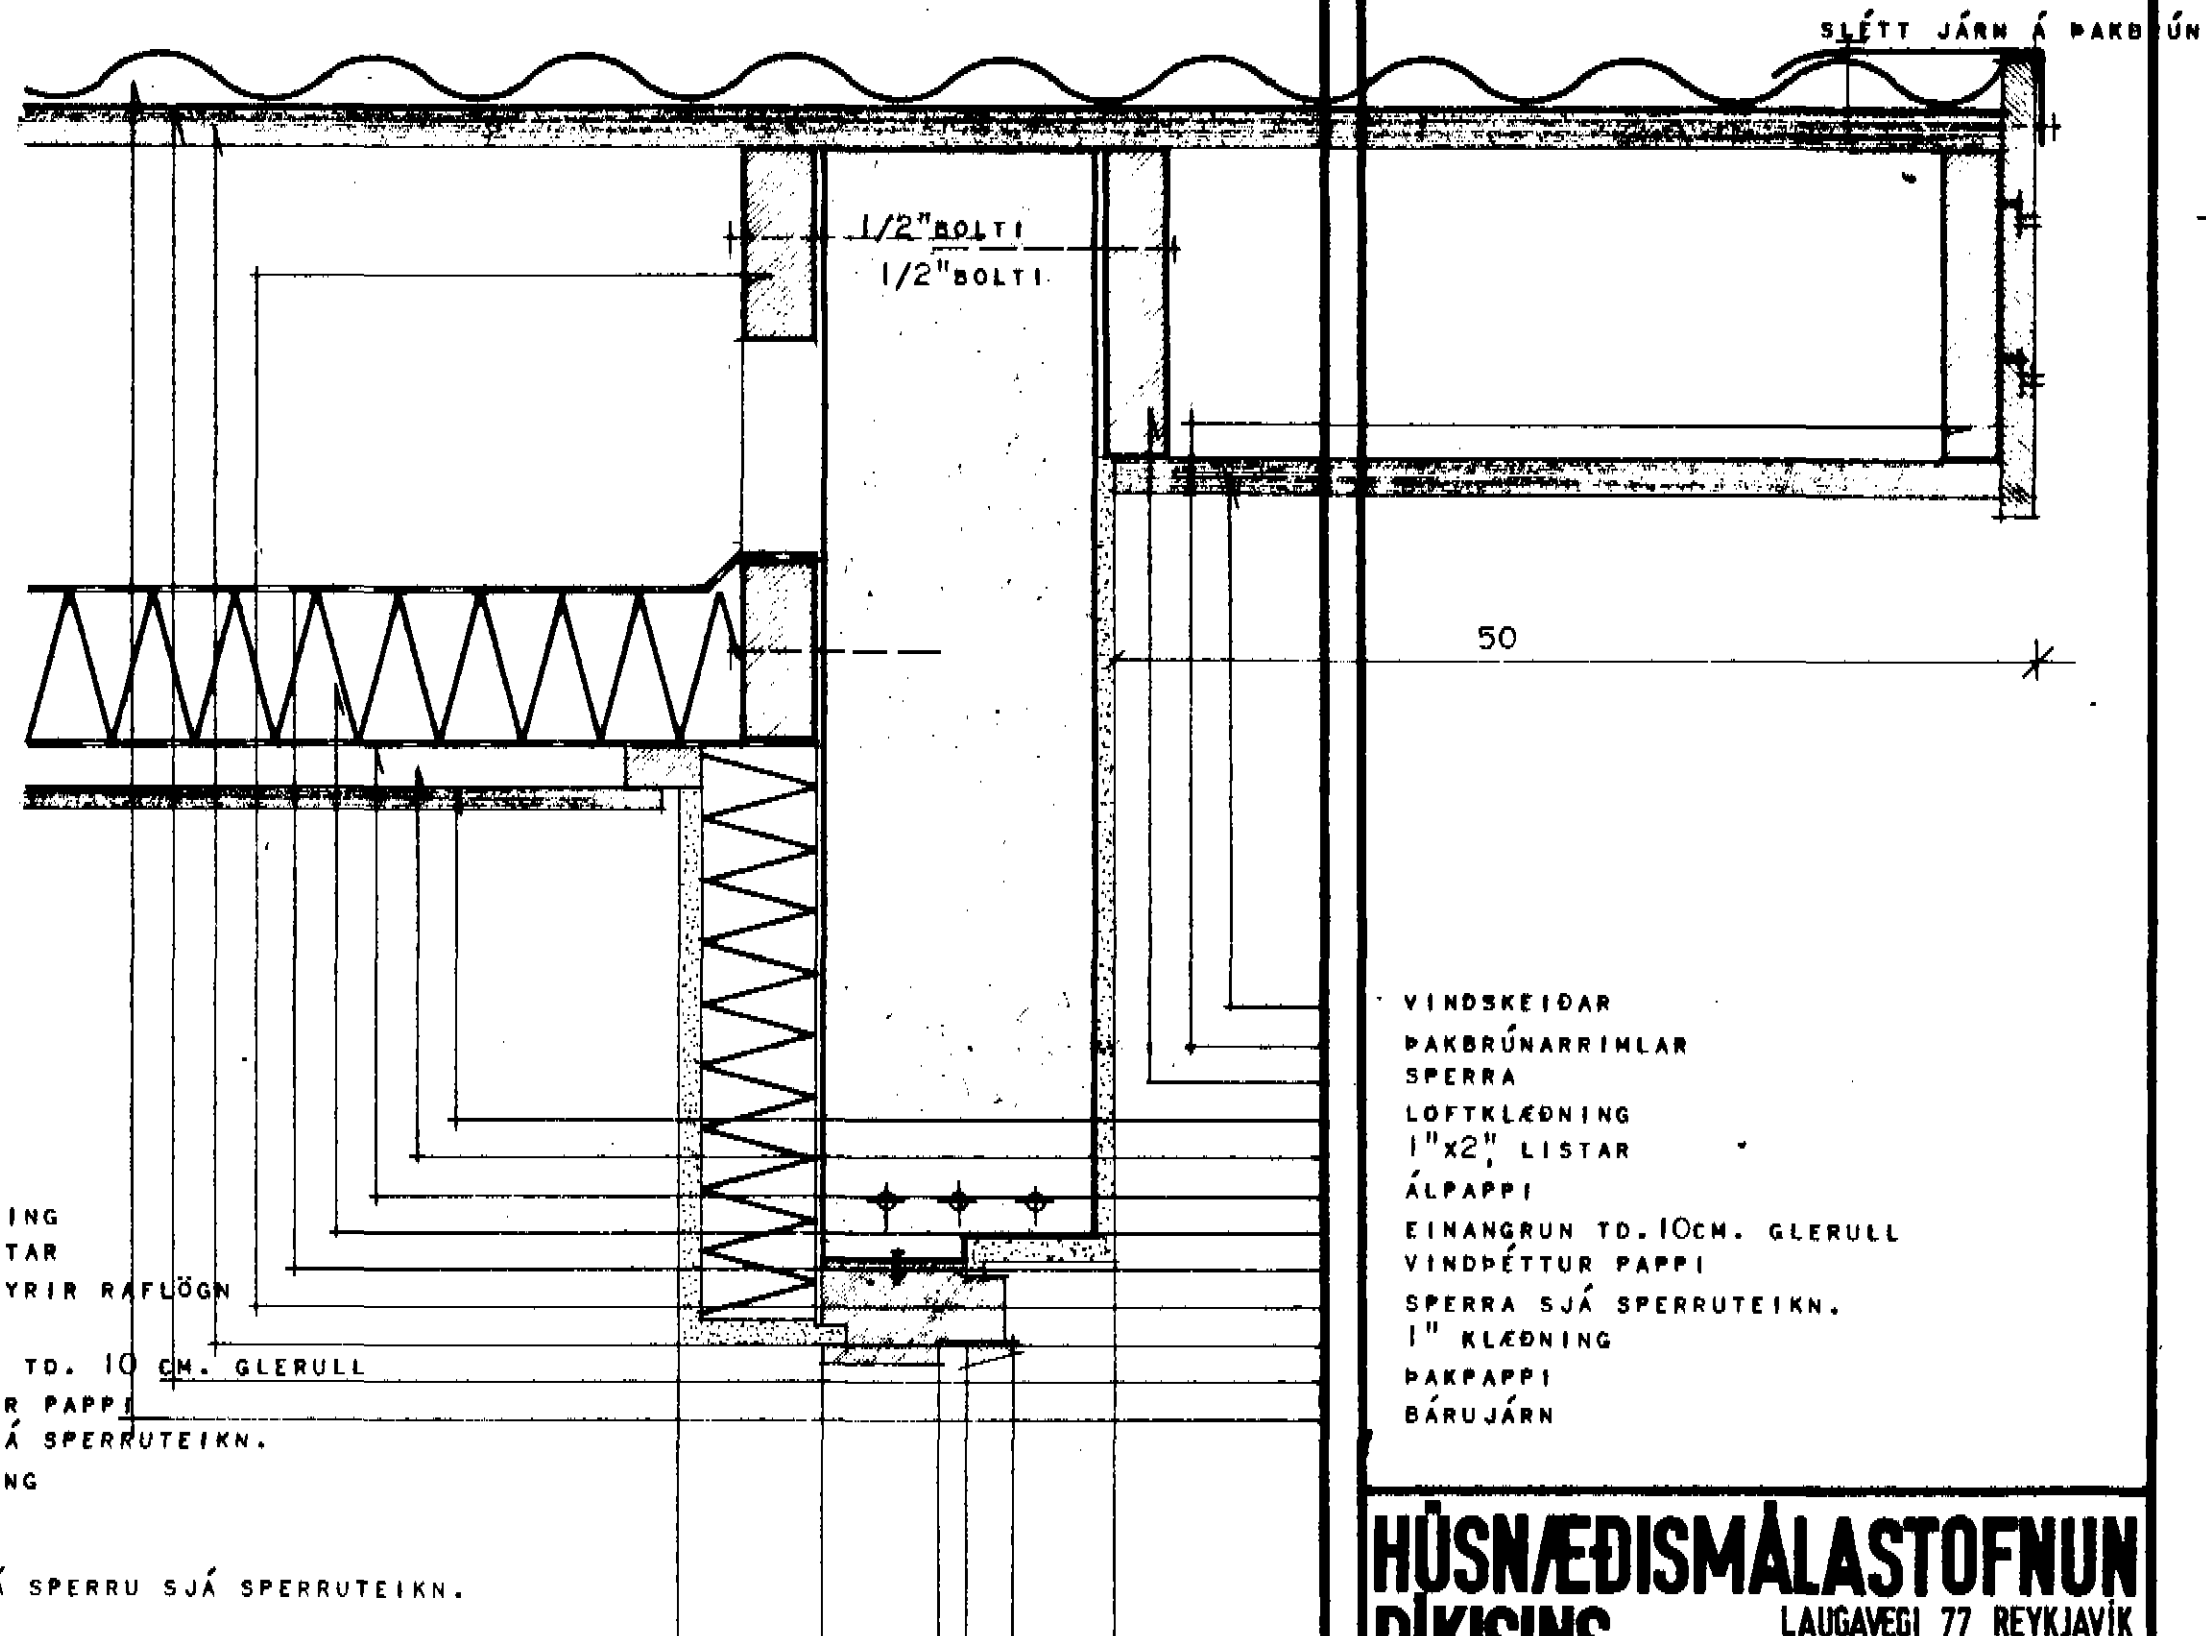 SLÉTT JÁRN Á ÞAKBRÚN
1/2" BOLTI
1/2" BOLTI
50
VINDSKEIÐAR
ÞAKBRÚNARRIMLAR
SPERRA
LOFTKLÆÐNING
1"x2" LISTAR
ÁLPAPPI
EINANGRUN TD. 10CM. GLERULL
VINDÞÉTTUR PAPPI
SPERRA SJÁ SPERRUTEIKN.
1" KLÆÐNING
ÞAKPAPPI
BÁRUJÁRN
ING
TAR
YRIR RAFLÖGN
TD. 10 CM. GLERULL
R PAPPI
Á SPERRUTEIKN.
NG
Á SPERRU SJÁ SPERRUTEIKN.
HÚSNÆÐISMÁLASTOFNUN
RÍKISINS
LAUGAVEGI 77 REYKJAVÍK